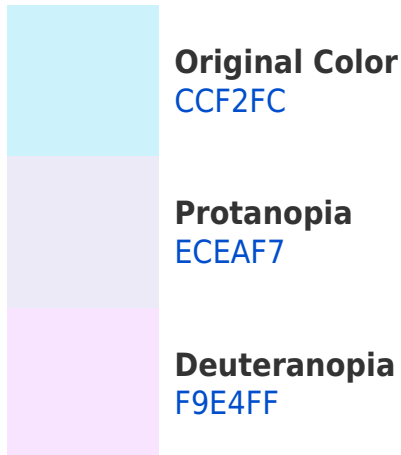 Original Color
CCF2FC
Protanopia
ECEAF7
Deuteranopia
F9E4FF